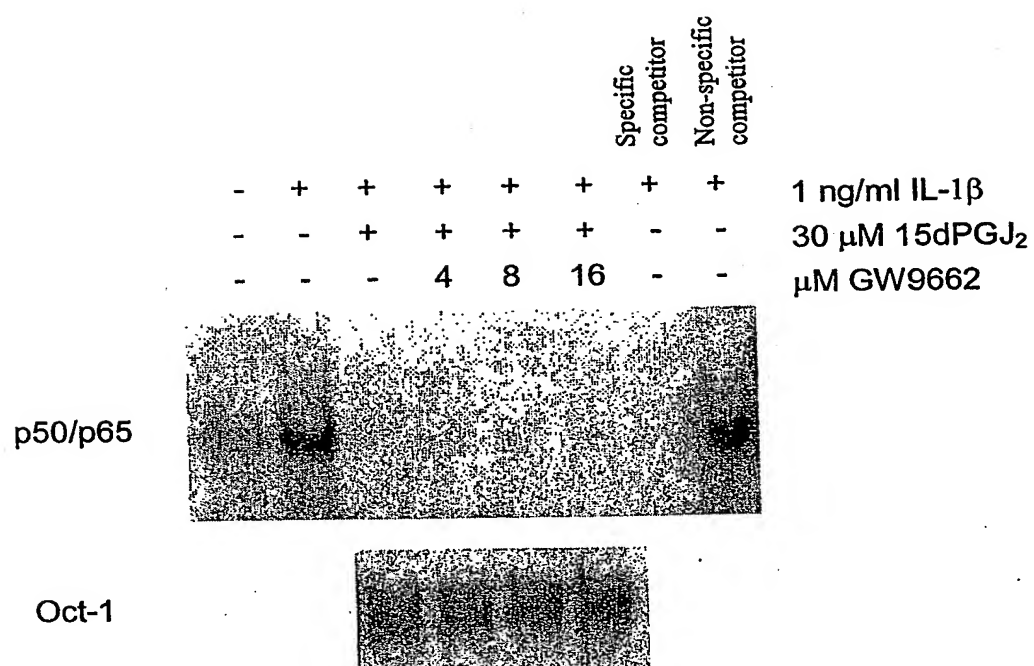 Specific
competitor
Non-specific
competitor
- + + + + + + + 1 ng/ml IL-1β
- - + + + + - - 30 μM 15dPGJ₂
- - - 4 8 16 - - μM GW9662
p50/p65
Oct-1